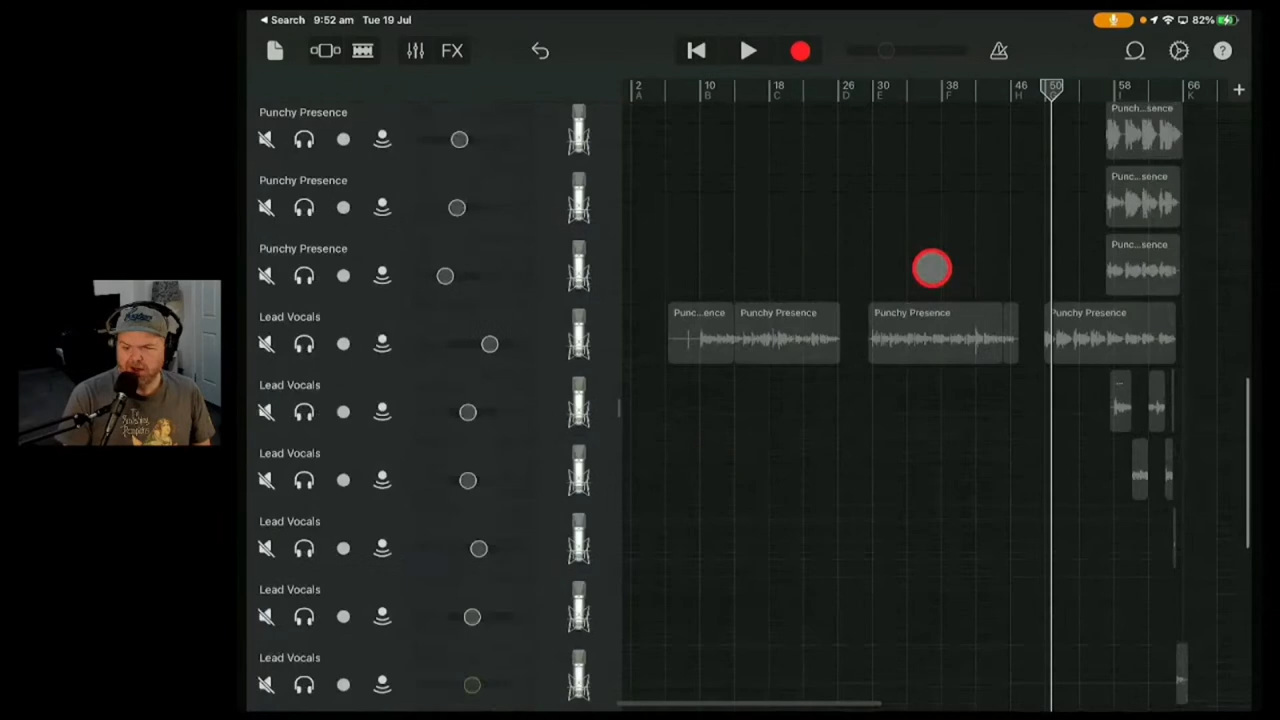 ◀ Search 9:52 am Tue 19 Jul 82%
FX ?
2 10 18 26 30 38 46 50 58 66 +
A B C D E F H I K
Punchy Presence
Punch...sence
Punchy Presence
Punc...sence
Punchy Presence
Punc...sence
Lead Vocals
Punc...ence Punchy Presence Punchy Presence Punchy Presence
Lead Vocals
Lead Vocals
Lead Vocals
Lead Vocals
Lead Vocals